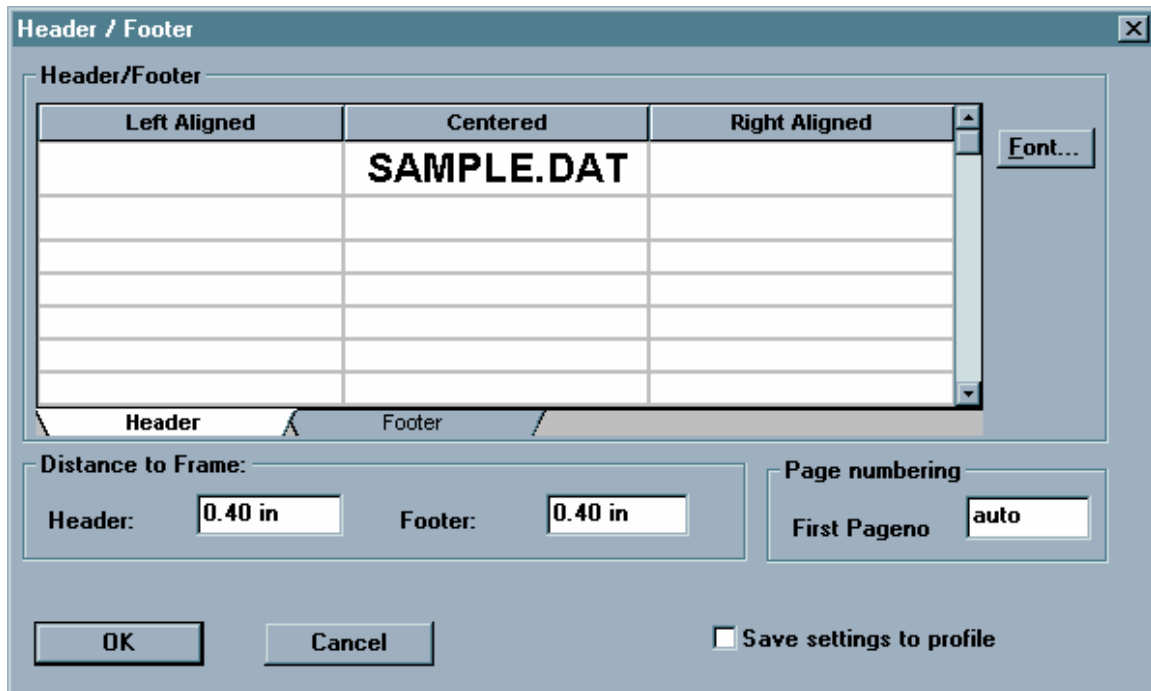 Header / Footer
Header/Footer
Left Aligned Centered Right Aligned
SAMPLE.DAT
Font...
Header Footer
Distance to Frame:
Header: 0.40 in Footer: 0.40 in
Page numbering
First Pageno auto
OK Cancel
Save settings to profile